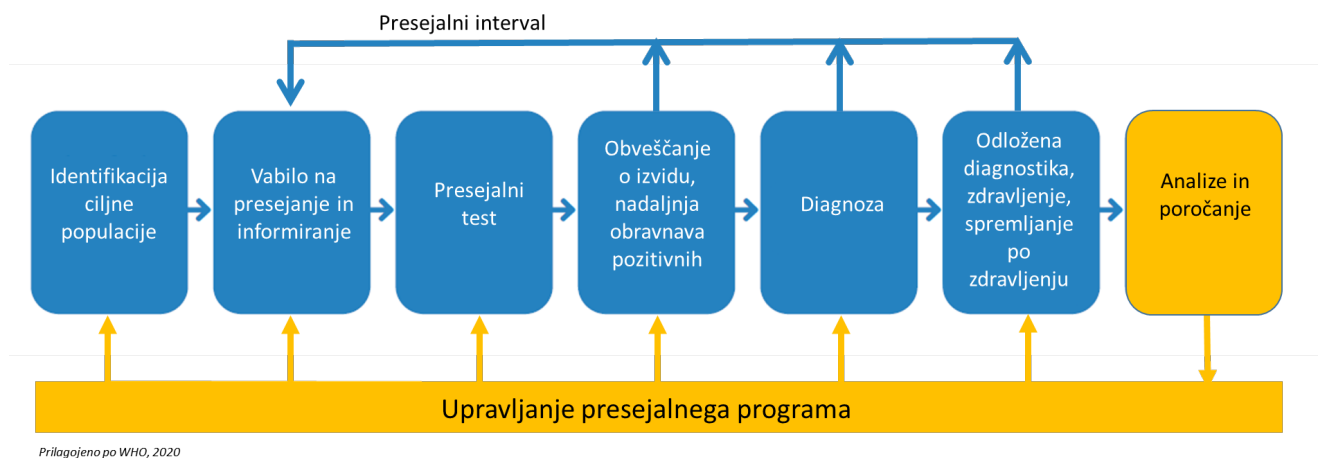 Presejalni interval
Identifikacija
ciljne
populacije
Vabilo na
presejanje in
informiranje
Presejalni
test
Obveščanje
o izvidu,
nadaljnja
obravnava
pozitivnih
Diagnoza
Odložena
diagnostika,
zdravljenje,
spremljanje
po
zdravljenju
Analize in
poročanje
Upravljanje presejalnega programa
Prilagojeno po WHO, 2020